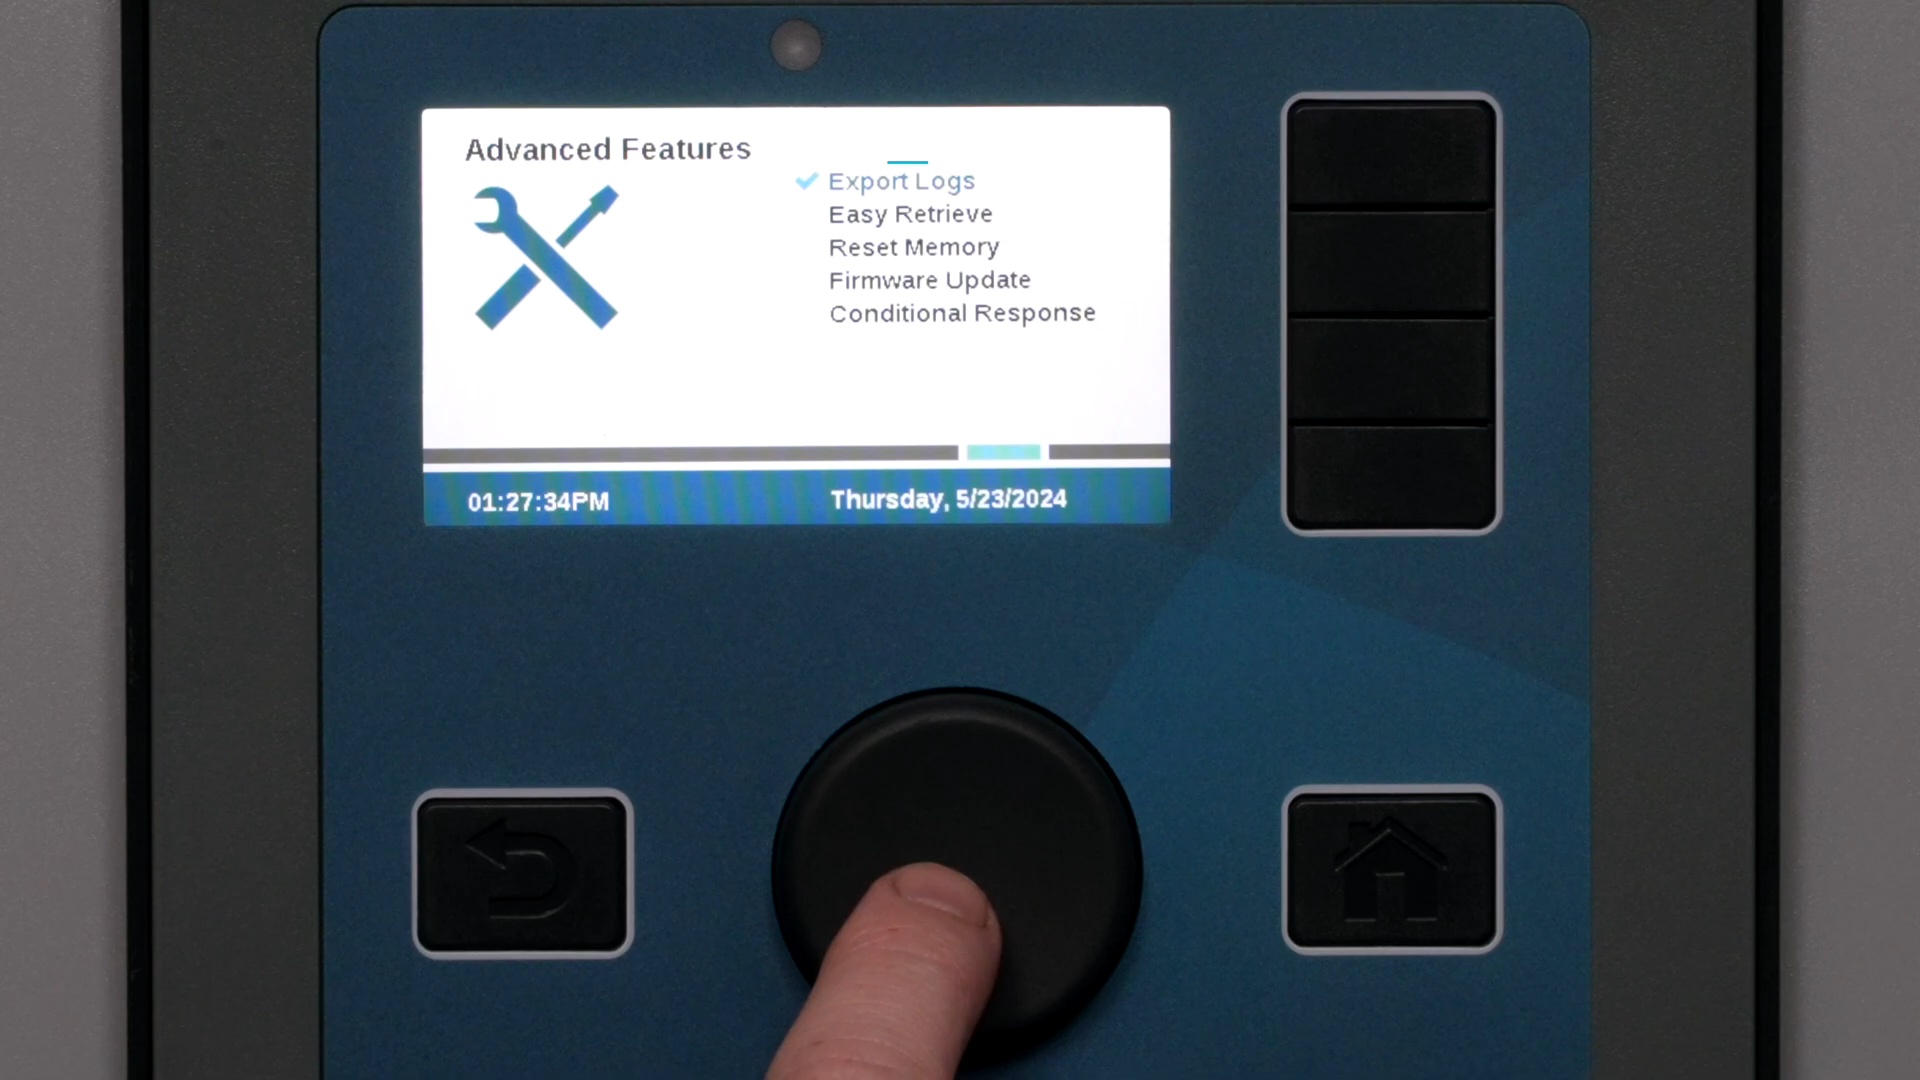 Advanced Features
Export Logs
Easy Retrieve
Reset Memory
Firmware Update
Conditional Response
01:27:34PM
Thursday, 5/23/2024